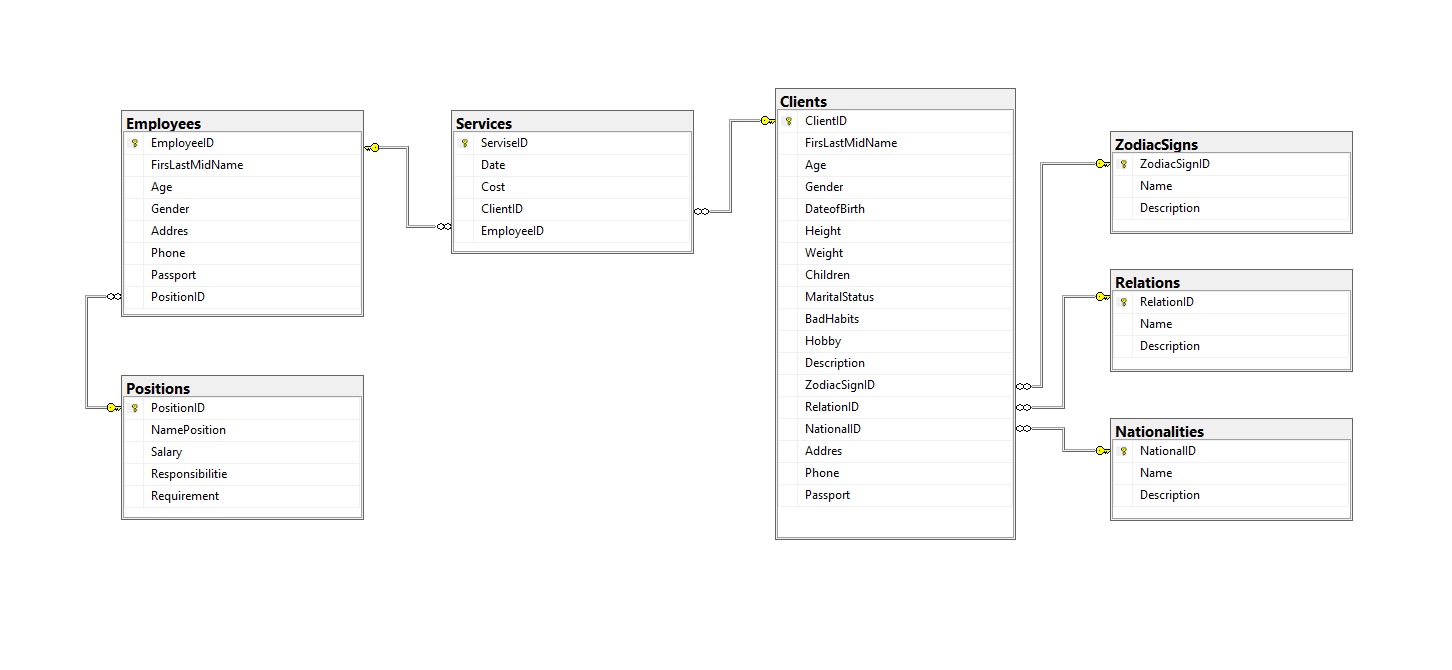 Employees
EmployeeID
FirsLastMidName
Age
Gender
Addres
Phone
Passport
PositionID
Positions
PositionID
NamePosition
Salary
Responsibilitie
Requirement
Services
ServiseID
Date
Cost
ClientID
EmployeeID
Clients
ClientID
FirsLastMidName
Age
Gender
DateofBirth
Height
Weight
Children
MaritalStatus
BadHabits
Hobby
Description
ZodiacSignID
RelationID
NationalID
Addres
Phone
Passport
ZodiacSigns
ZodiacSignID
Name
Description
Relations
RelationID
Name
Description
Nationalities
NationalID
Name
Description